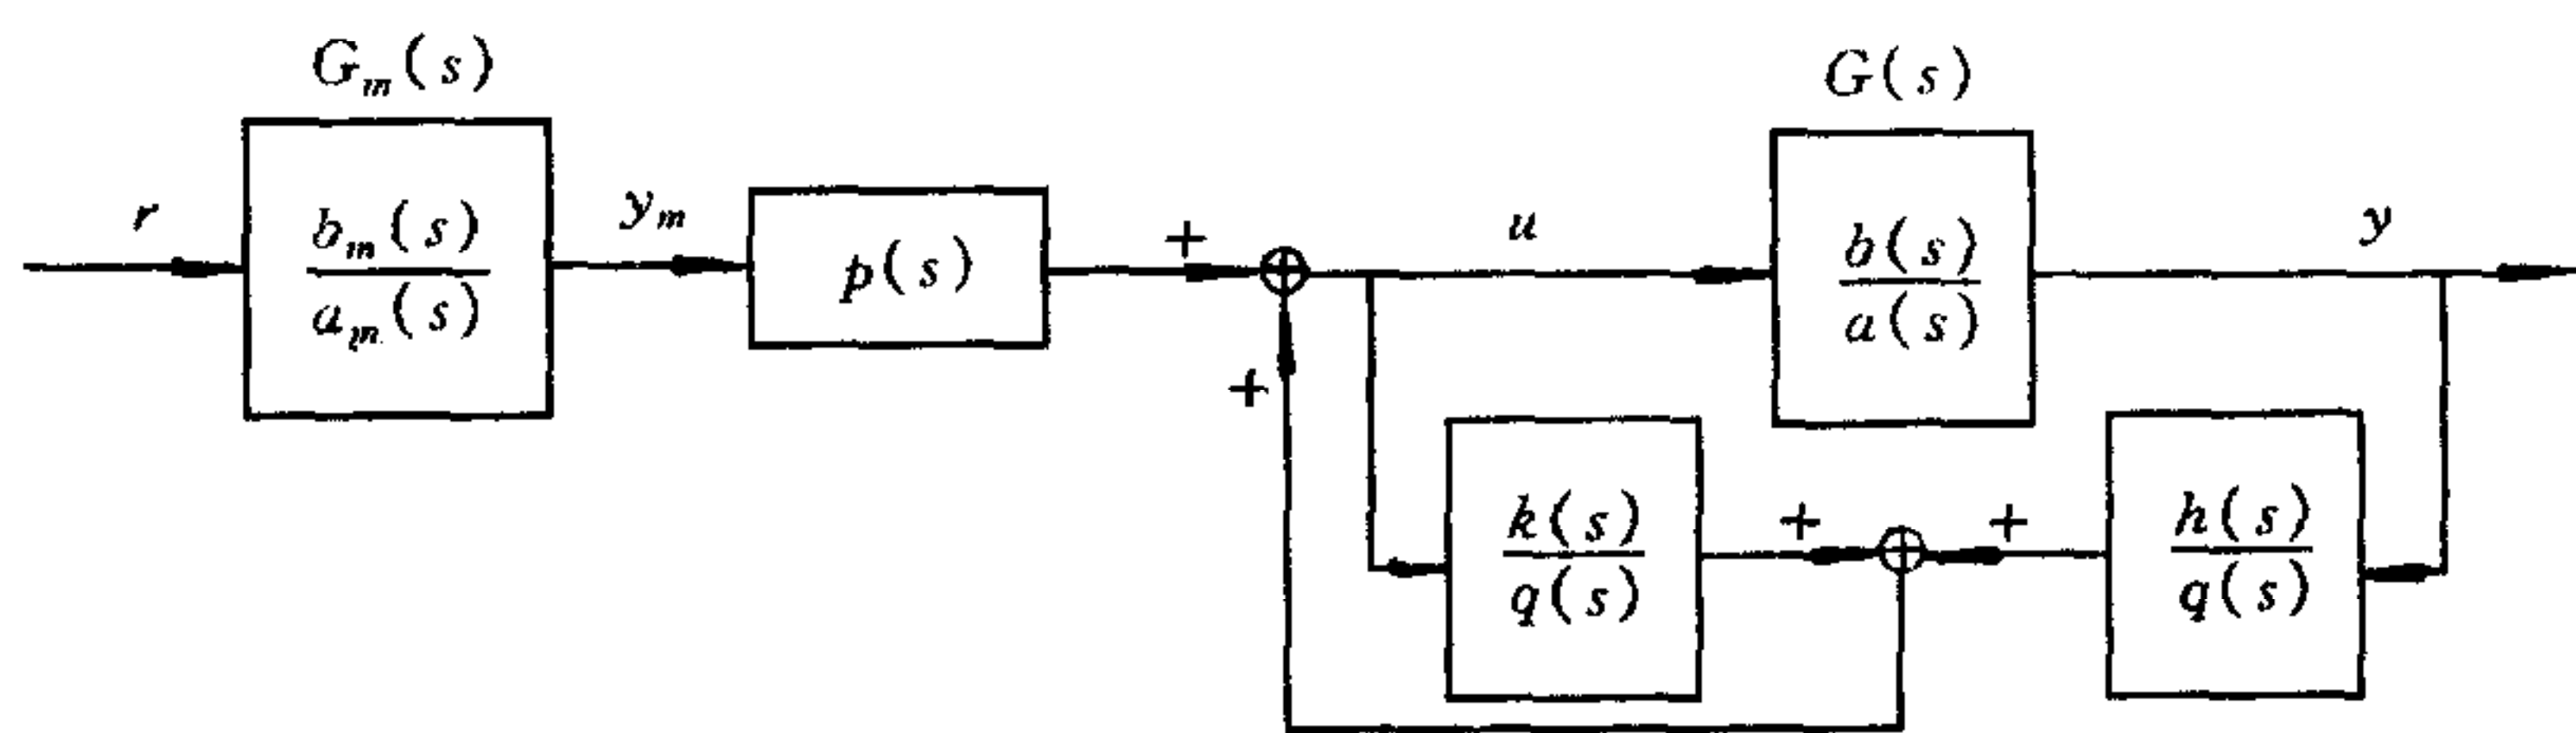 G_m(s)
G(s)
r
b_m(s)
a_m(s)
y_m
p(s)
+
+
u
b(s)
a(s)
y
k(s)
q(s)
+
+
h(s)
q(s)